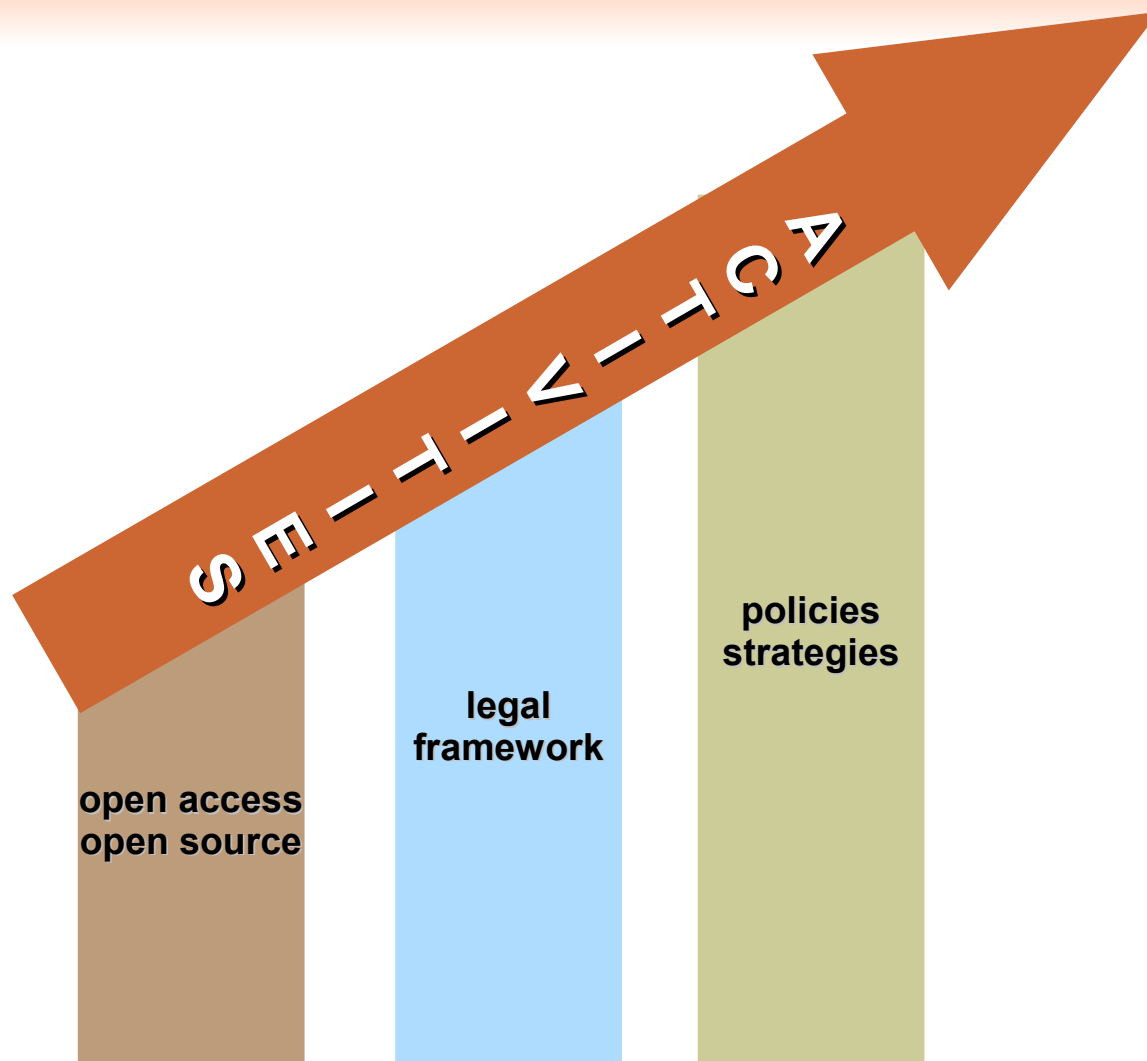 ACTIVITIES
policies
strategies
legal
framework
open access
open source